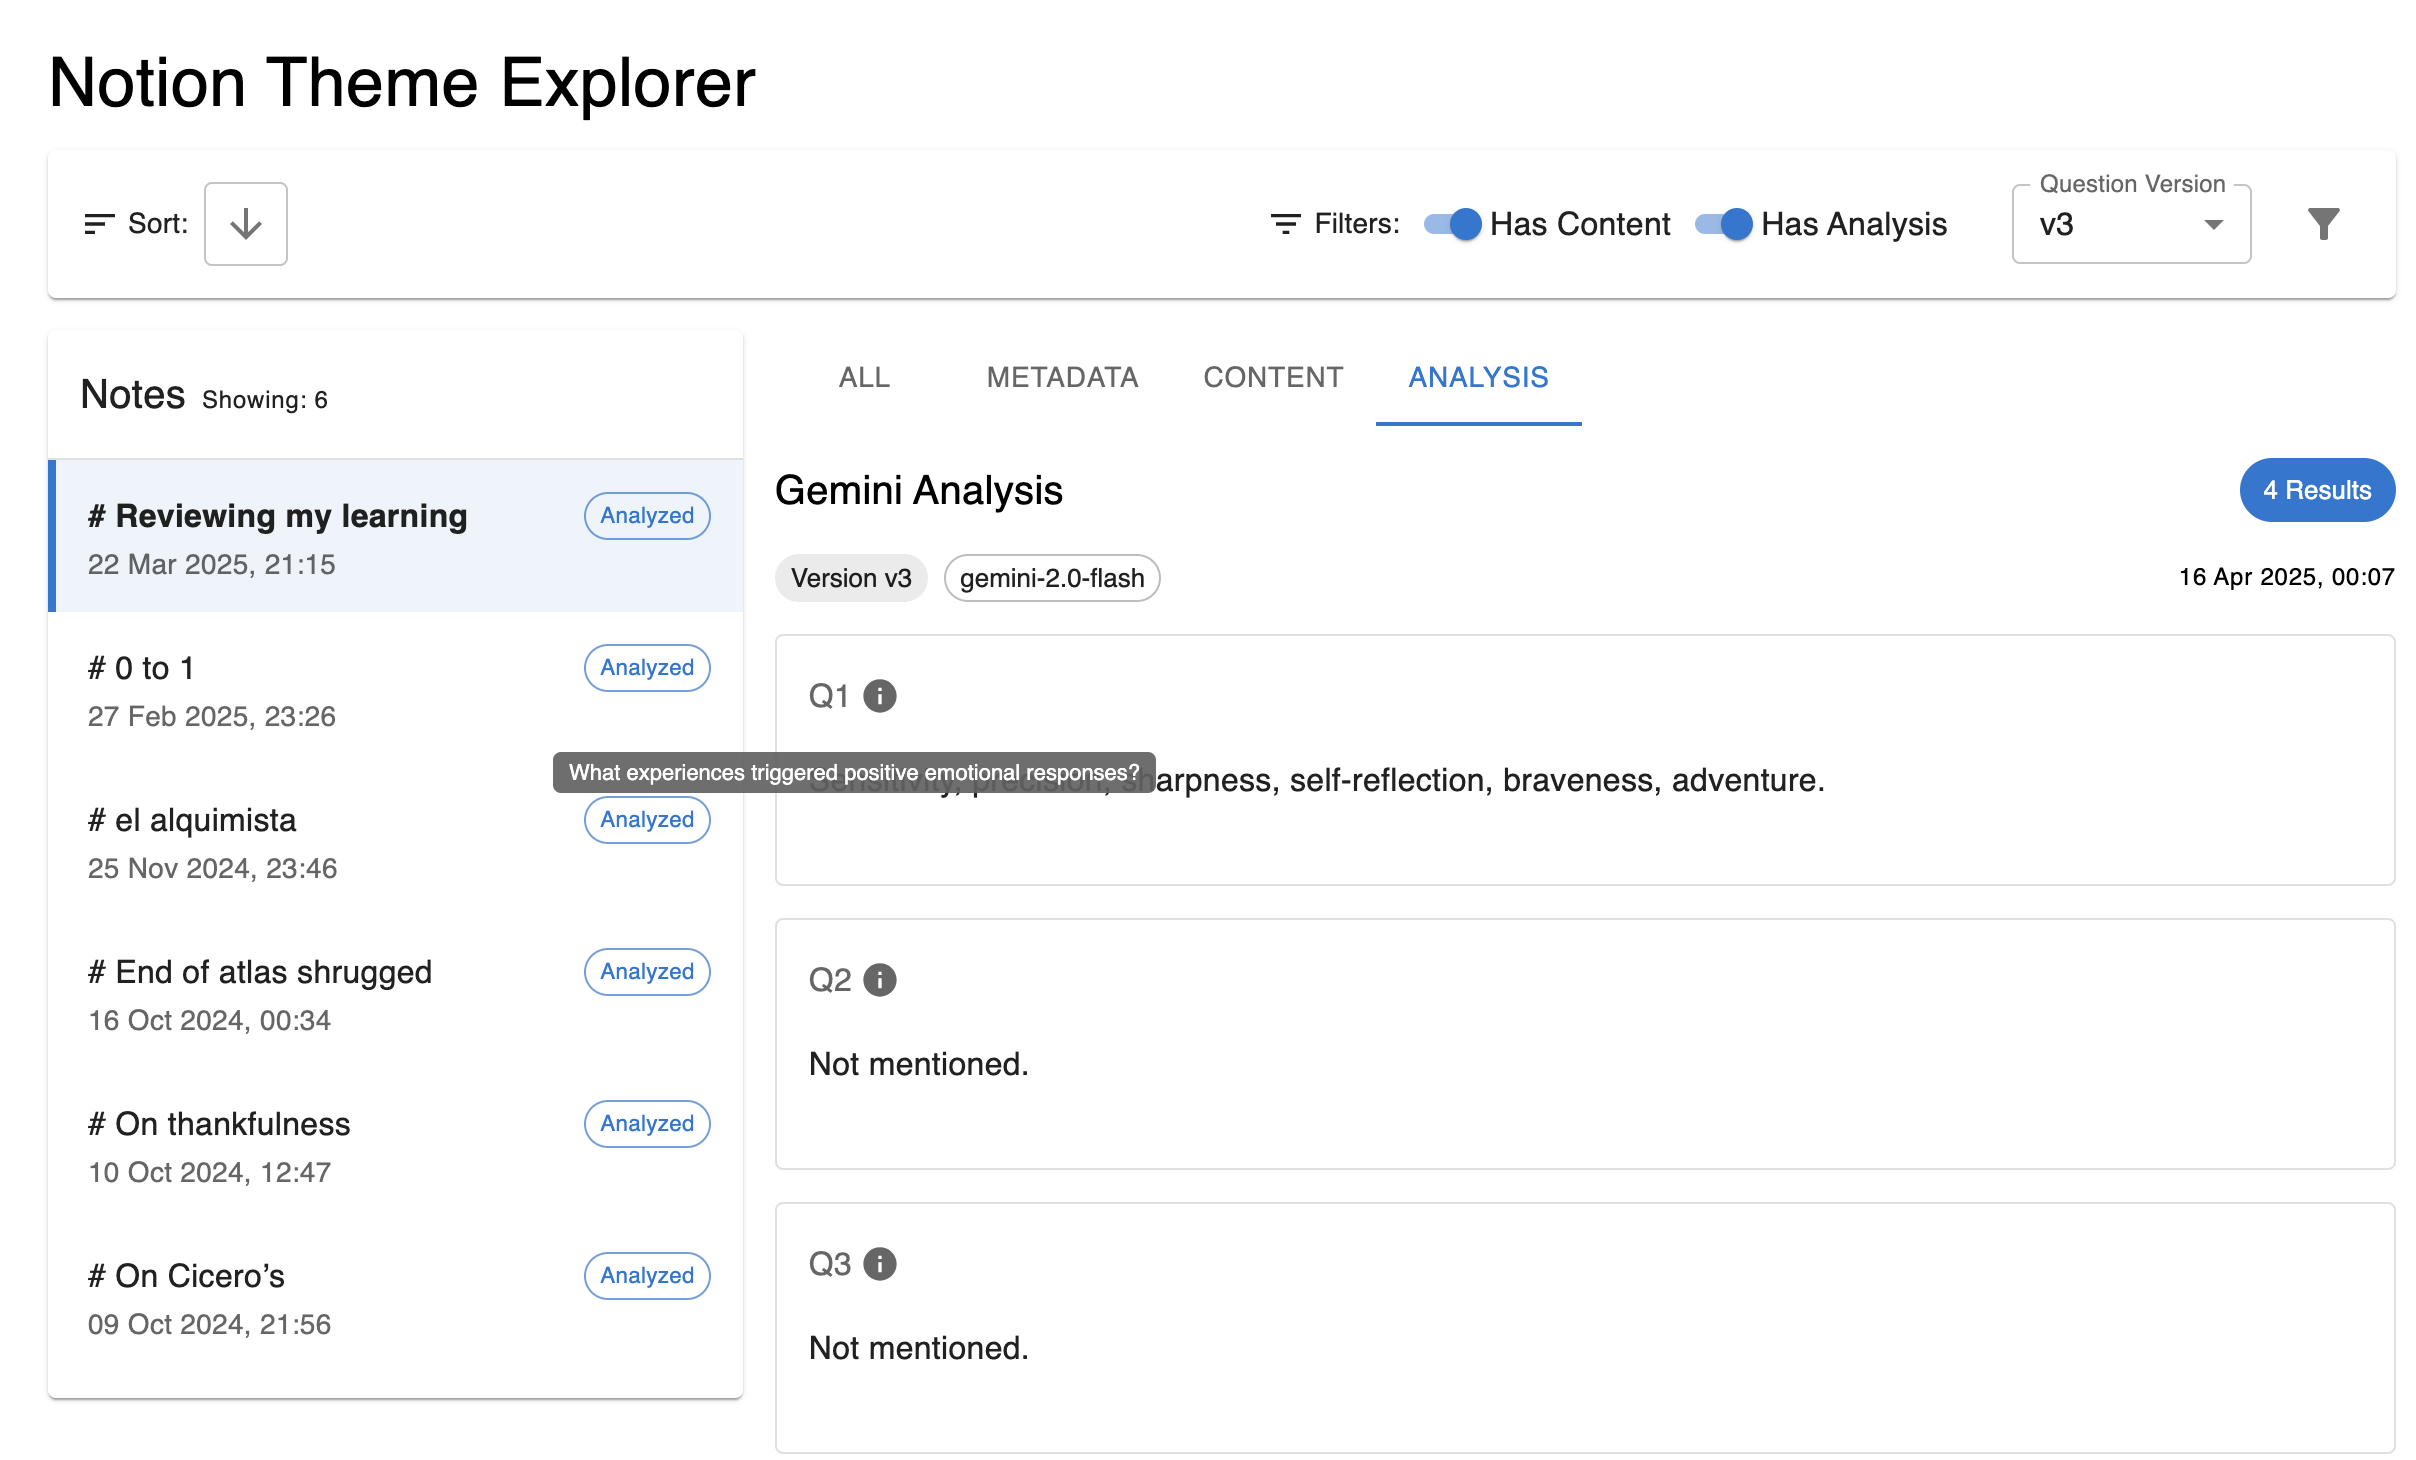 Notion Theme Explorer
Sort:
Filters: Has Content Has Analysis
Question Version
v3
Notes Showing: 6
# Reviewing my learning Analyzed
22 Mar 2025, 21:15
# 0 to 1 Analyzed
27 Feb 2025, 23:26
# el alquimista Analyzed
25 Nov 2024, 23:46
# End of atlas shrugged Analyzed
16 Oct 2024, 00:34
# On thankfulness Analyzed
10 Oct 2024, 12:47
# On Cicero’s Analyzed
09 Oct 2024, 21:56
ALL METADATA CONTENT ANALYSIS
Gemini Analysis 4 Results
Version v3 gemini-2.0-flash 16 Apr 2025, 00:07
Q1
What experiences triggered positive emotional responses?
Sensitivity, precision, sharpness, self-reflection, braveness, adventure.
Q2
Not mentioned.
Q3
Not mentioned.